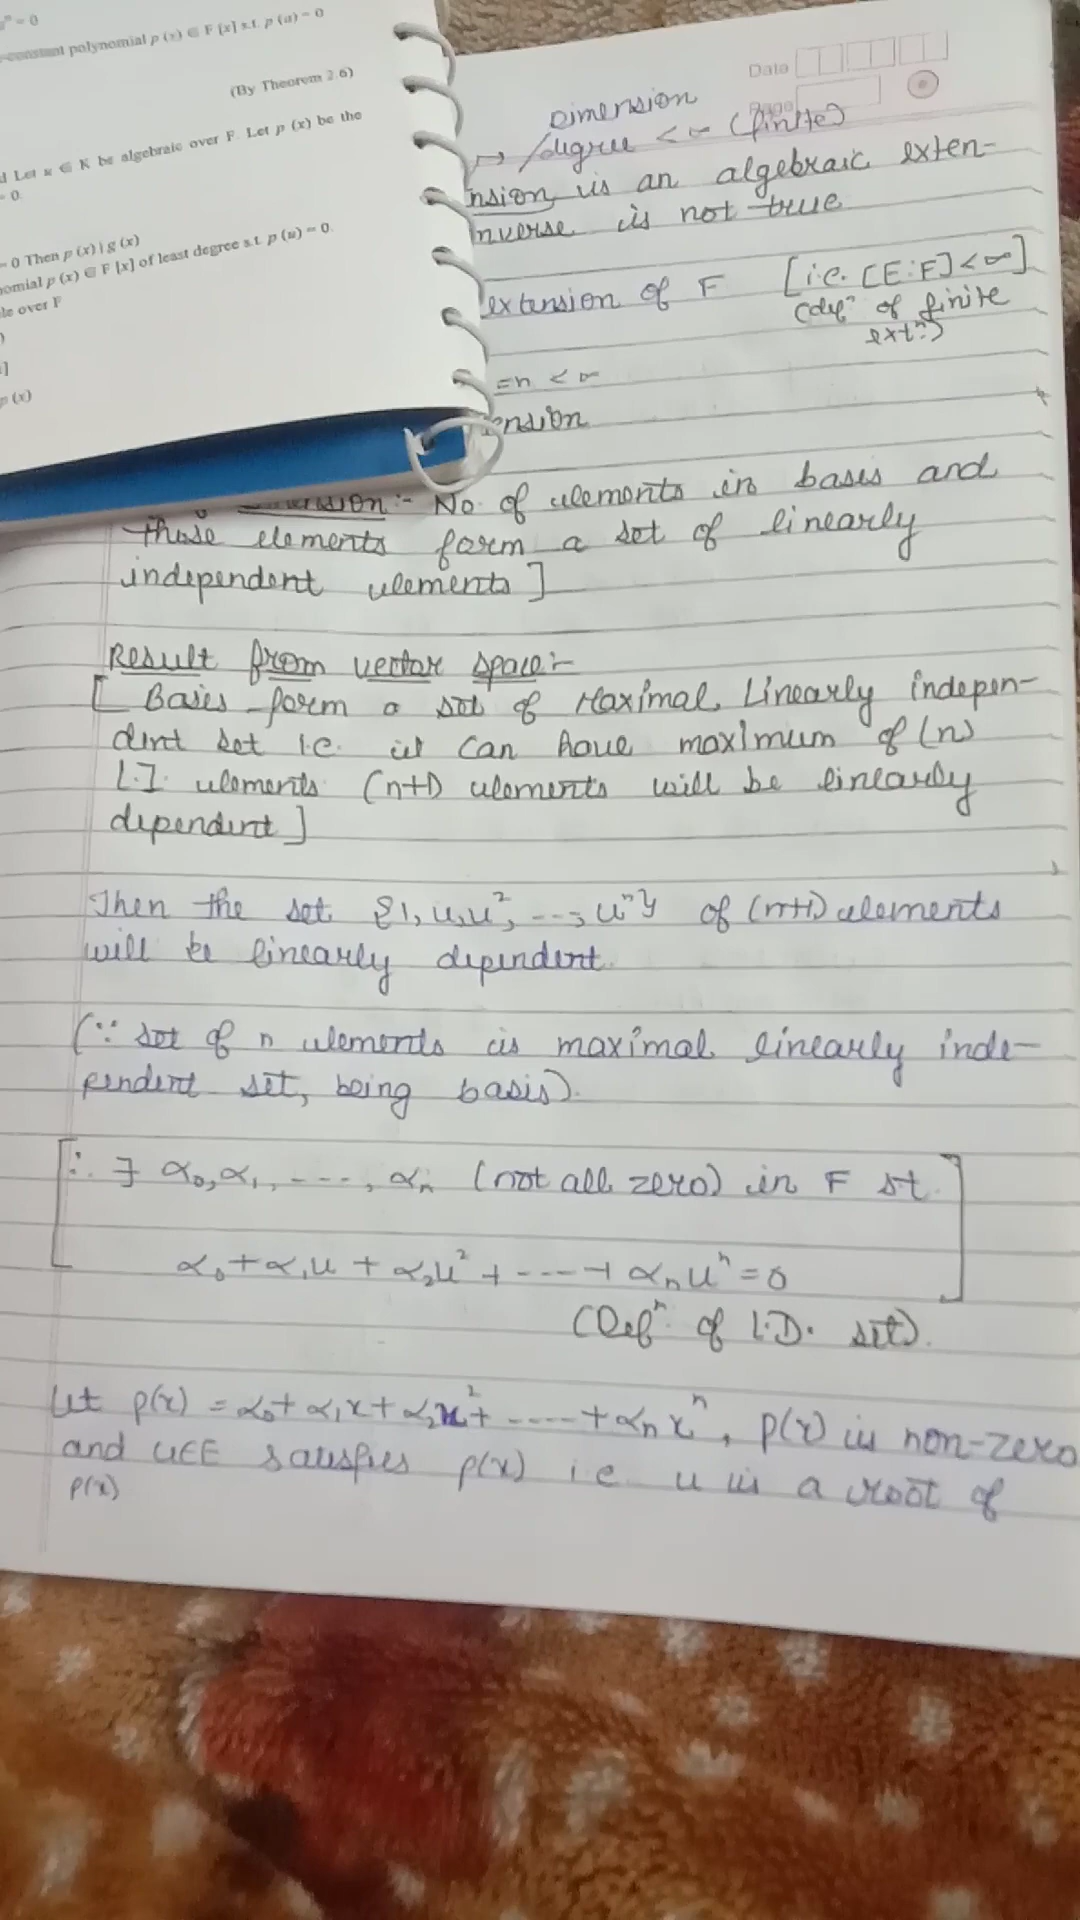 = 0
-constant polynomial p (x) ∈ F [x] s.t. p (a) = 0
(By Theorem 2.6)
Let u ∈ K be algebraic over F. Let p (x) be the
= 0.
= 0 Then p (x) | g (x)
nomial p (x) ∈ F [x] of least degree s.t. p (u) = 0.
le over F
]
p (x)
Date
Page
Dimension
→ /degree < ∞ (finite)
nsion is an algebraic exten-
nverse is not true
extension of F [i.e. [E:F] < ∞]
(defⁿ of finite
extⁿ)
= n < ∞
ension
ension :- No. of elements in bases and
those elements form a set of linearly
independent elements ]
Result from vector space :-
[ Basis form a set of Maximal Linearly indepen-
dent set i.e. it can have maximum of (n)
L.I. elements (n+1) elements will be linearly
dependent ]
Then the set {1, u, u², ---, uⁿ} of (n+1) elements
will be linearly dependent.
(∵ set of n elements is maximal linearly inde-
pendent set, being basis).
∴ ∃ α₀, α₁, ----, αₙ (not all zero) in F st.
α₀ + α₁u + α₂u² + ---- + αₙuⁿ = 0
(Defⁿ of L.D. set).
Let p(x) = α₀ + α₁x + α₂x² + ----- + αₙxⁿ, p(x) is non-zero
and u∈E satisfies p(x) i.e. u is a root of
p(x)